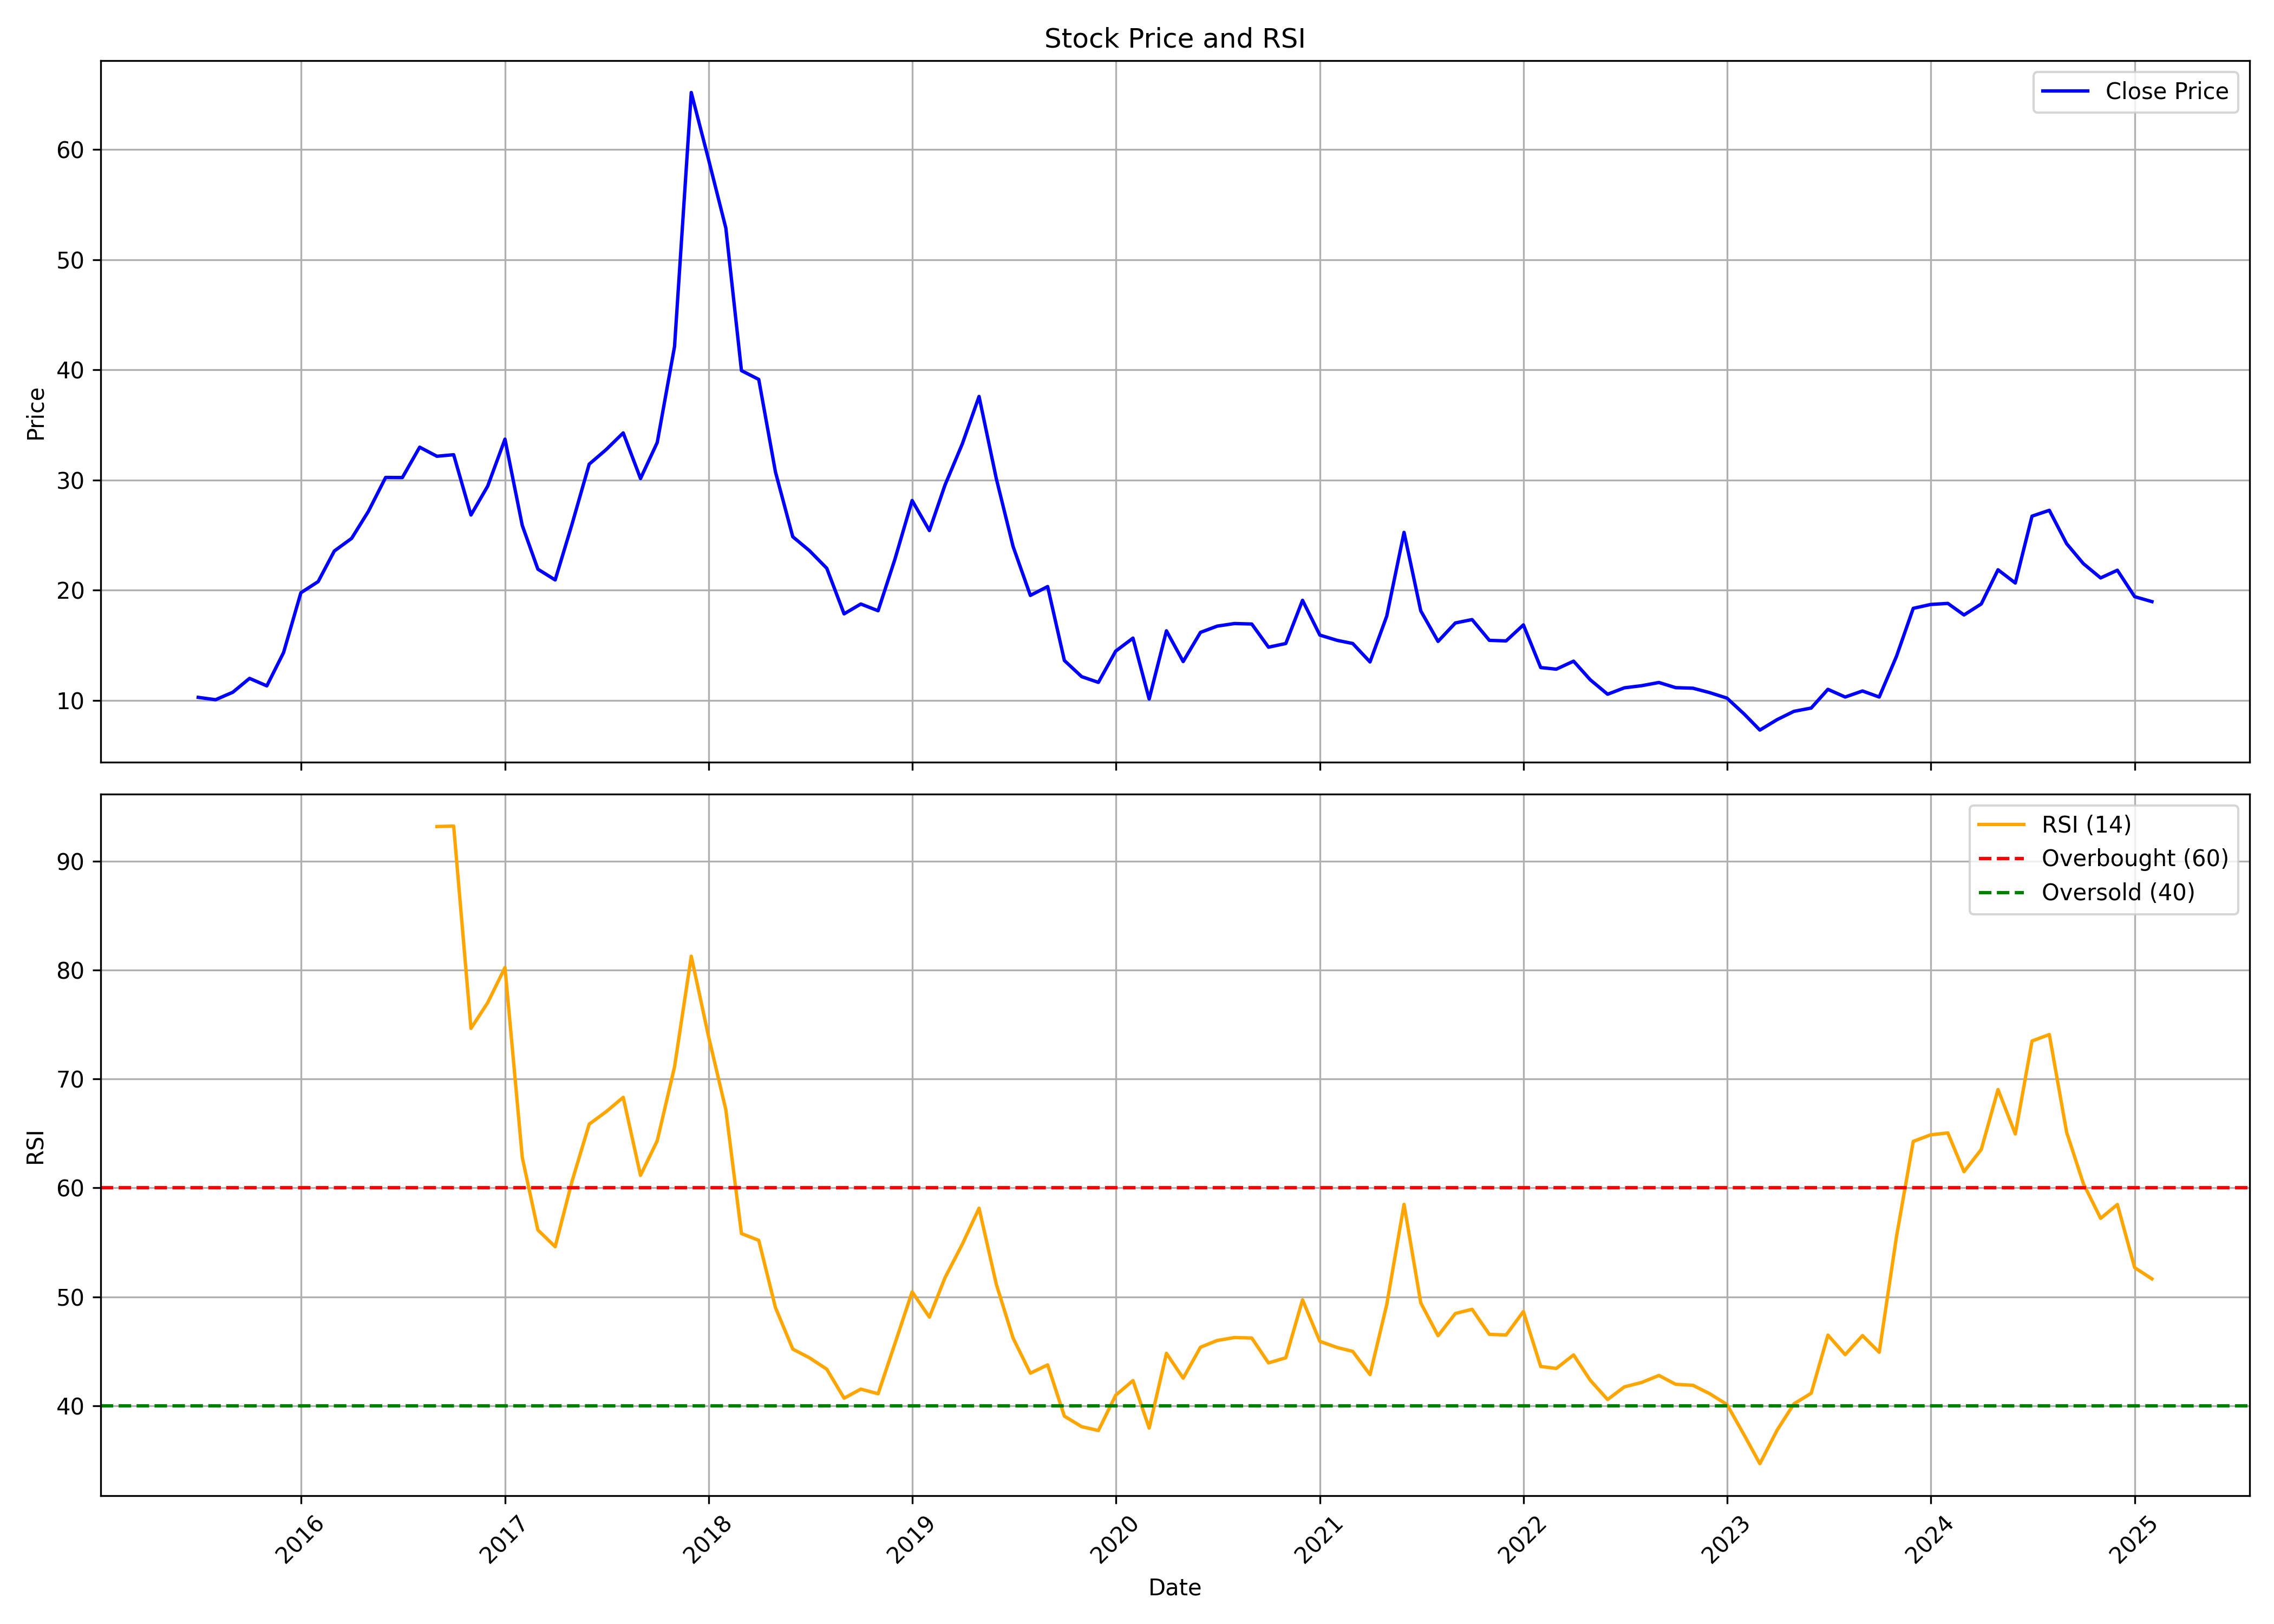 Stock Price and RSI
Close Price
60
50
40
30
20
10
Price
RSI (14)
Overbought (60)
Oversold (40)
90
80
70
60
50
40
RSI
2016 2017 2018 2019 2020 2021 2022 2023 2024 2025
Date